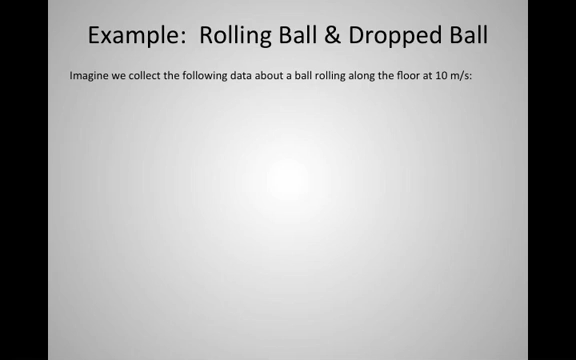 Example:  Rolling Ball & Dropped Ball
Imagine we collect the following data about a ball rolling along the floor at 10 m/s: